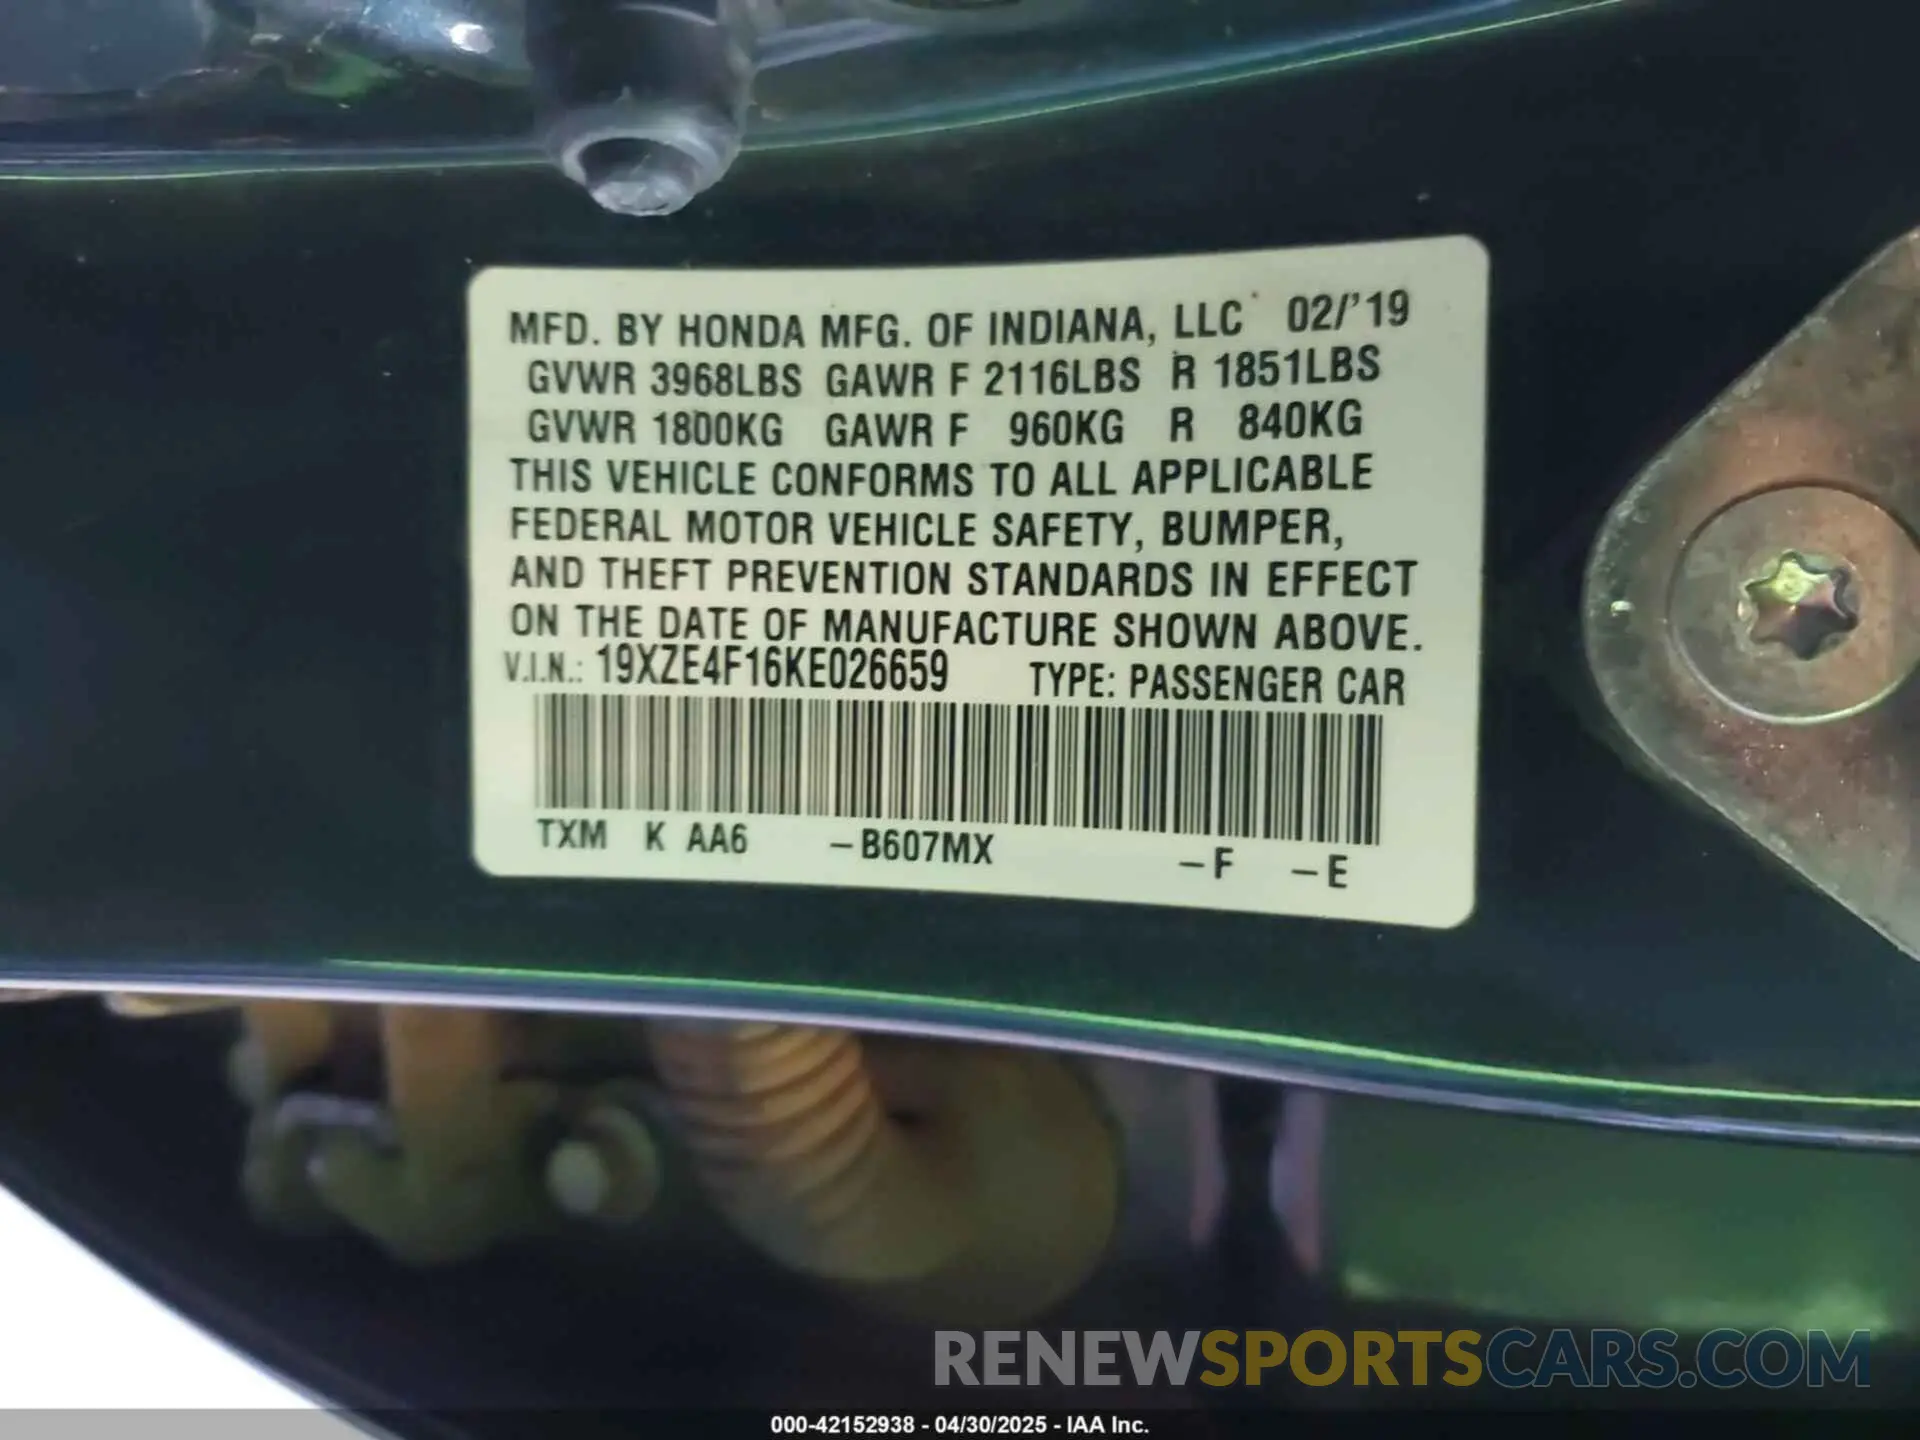 MFD. BY HONDA MFG. OF INDIANA, LLC 02/'19
GVWR 3968LBS GAWR F 2116LBS R 1851LBS
GVWR 1800KG GAWR F 960KG R 840KG
THIS VEHICLE CONFORMS TO ALL APPLICABLE
FEDERAL MOTOR VEHICLE SAFETY, BUMPER,
AND THEFT PREVENTION STANDARDS IN EFFECT
ON THE DATE OF MANUFACTURE SHOWN ABOVE.
V.I.N.: 19XZE4F16KE026659 TYPE: PASSENGER CAR
TXM K AA6 -B607MX -F -E
RENEWSPORTSCARS.COM
000-42152938 - 04/30/2025 - IAA Inc.